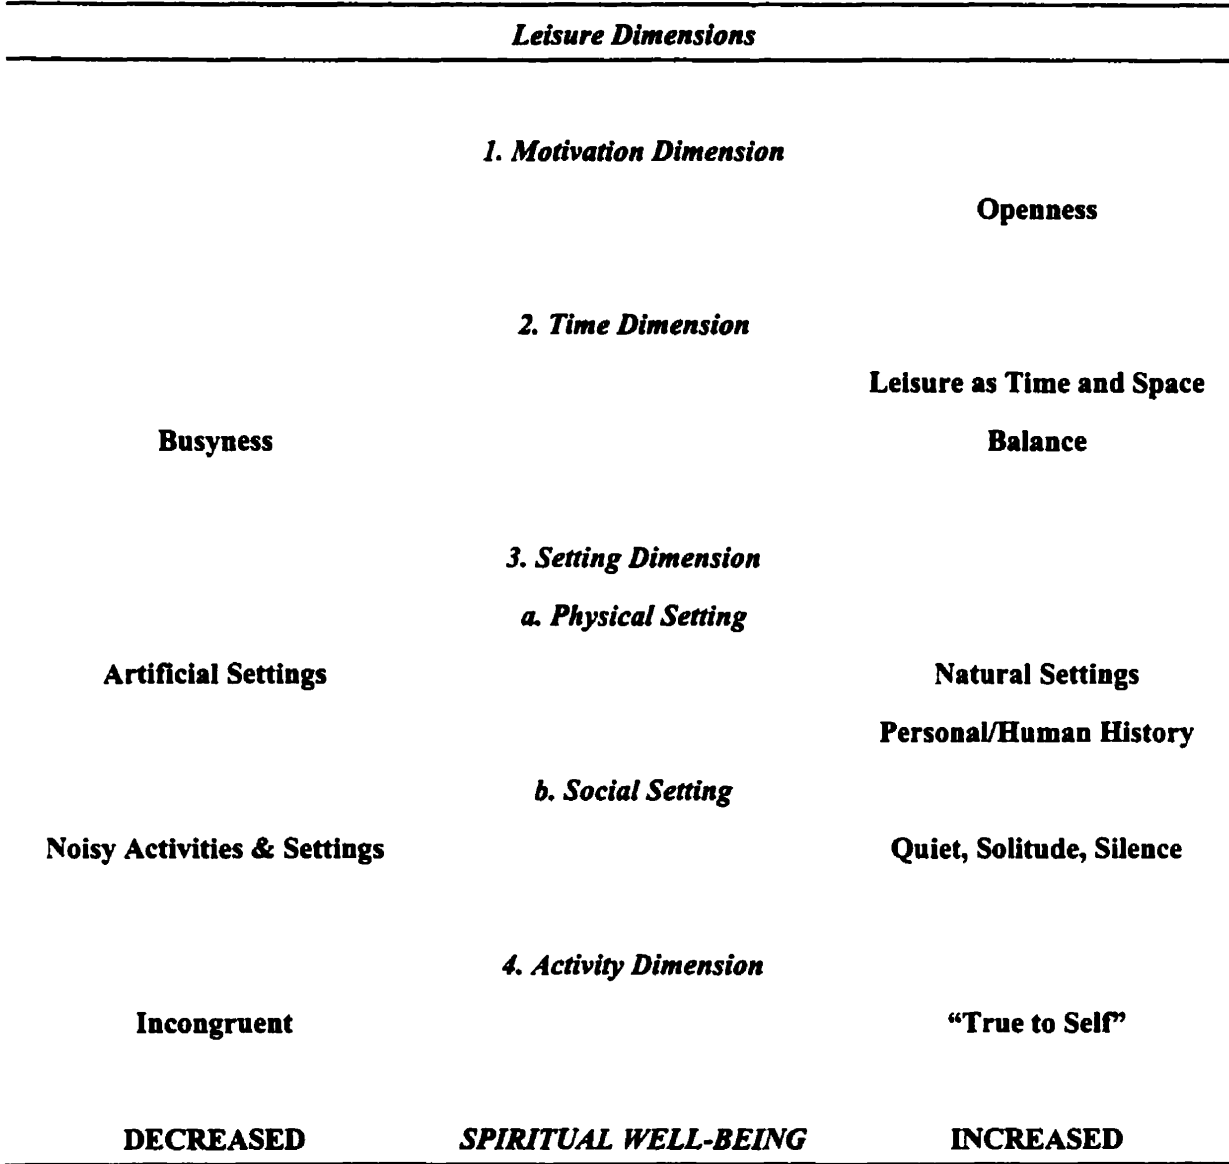 Leisure Dimensions
1. Motivation Dimension
Openness
2. Time Dimension
Leisure as Time and Space
Busyness Balance
3. Setting Dimension
a. Physical Setting
Artificial Settings Natural Settings
Personal/Human History
b. Social Setting
Noisy Activities & Settings Quiet, Solitude, Silence
4. Activity Dimension
Incongruent “True to Self”
DECREASED SPIRITUAL WELL-BEING INCREASED